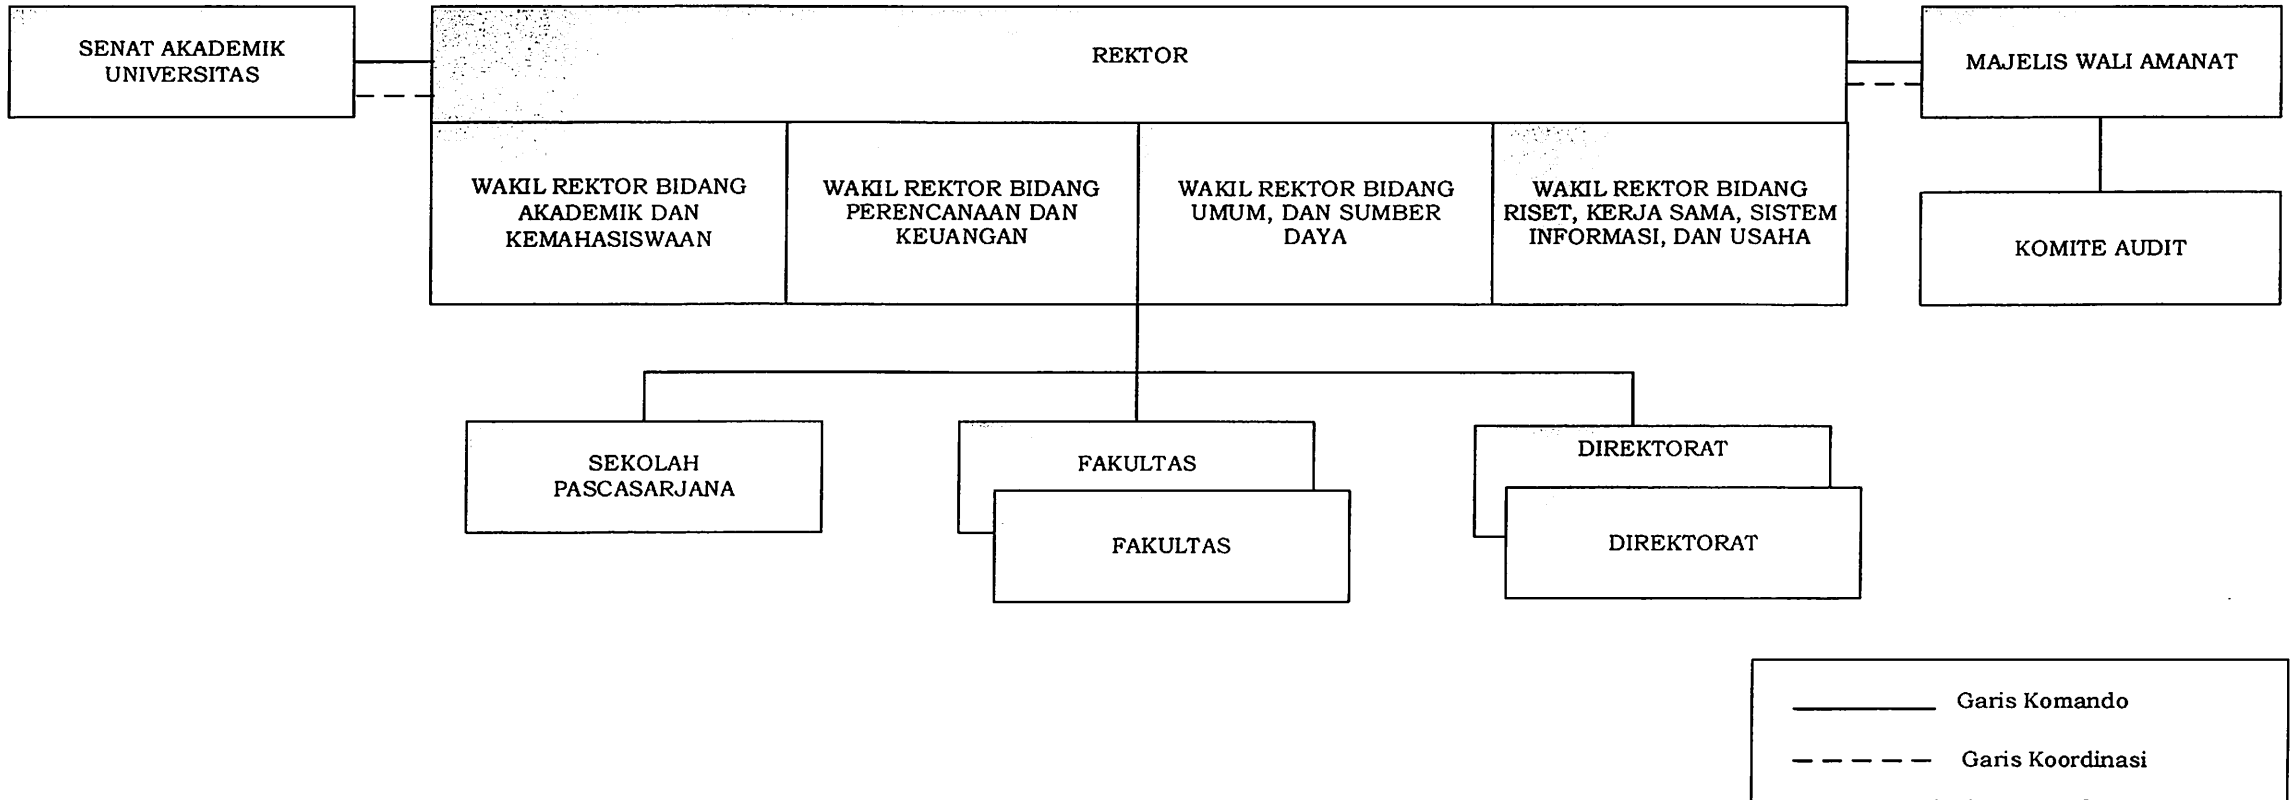 SENAT AKADEMIK
UNIVERSITAS
REKTOR
MAJELIS WALI AMANAT
WAKIL REKTOR BIDANG
AKADEMIK DAN
KEMAHASISWAAN
WAKIL REKTOR BIDANG
PERENCANAAN DAN
KEUANGAN
WAKIL REKTOR BIDANG
UMUM, DAN SUMBER
DAYA
WAKIL REKTOR BIDANG
RISET, KERJA SAMA, SISTEM
INFORMASI, DAN USAHA
KOMITE AUDIT
SEKOLAH
PASCASARJANA
FAKULTAS
FAKULTAS
DIREKTORAT
DIREKTORAT
Garis Komando
Garis Koordinasi